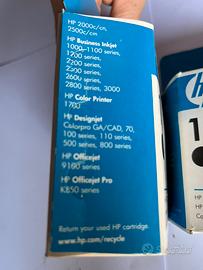 HP 2000c/cn,
2500c/cm
HP Business Inkjet
1000-1100 series,
1200 series,
2200 series,
2300 series,
2600 series,
2800 series, 3000
HP Color Printer
1700
HP Designjet
Colorpro GA/CAD, 70,
100 series, 110 series,
500 series, 800 series
HP Officejet
9100 series
HP Officejet Pro
K850 series
Return your used HP cartridge.
www.hp.com/recycle
subito